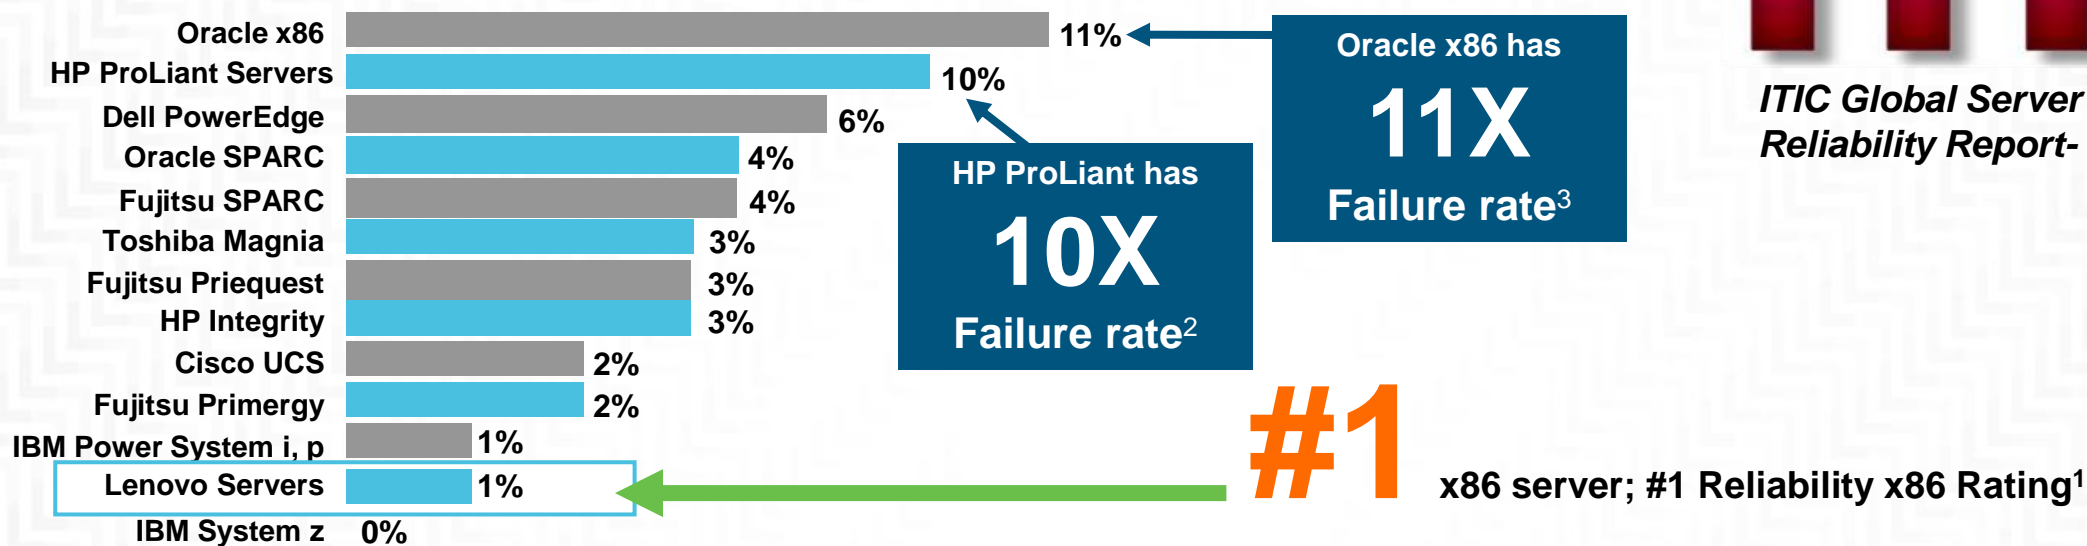 Oracle x86 11%
HP ProLiant Servers 10%
Dell PowerEdge 6%
Oracle SPARC 4%
Fujitsu SPARC 4%
Toshiba Magnia 3%
Fujitsu Priequest 3%
HP Integrity 3%
Cisco UCS 2%
Fujitsu Primergy 2%
IBM Power System i, p 1%
Lenovo Servers 1%
IBM System z 0%
HP ProLiant has
10X
Failure rate2
Oracle x86 has
11X
Failure rate3
ITIC Global Server
Reliability Report-
#1 x86 server; #1 Reliability x86 Rating1